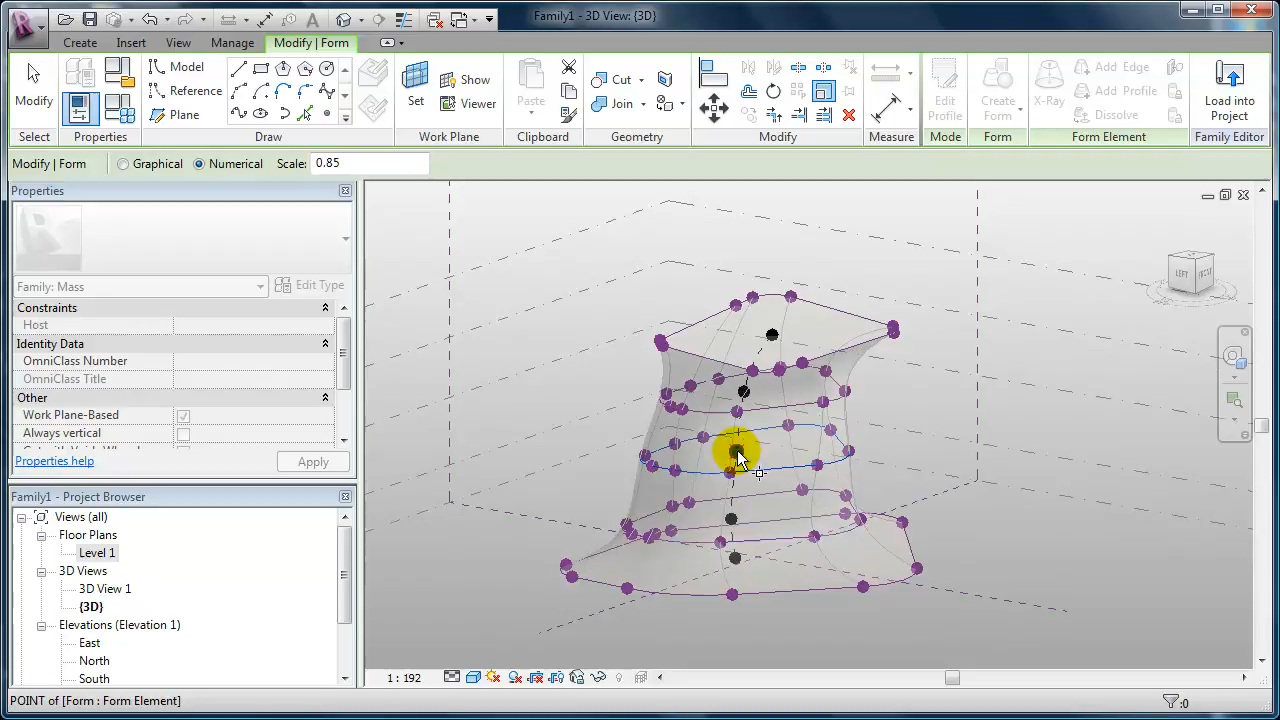 Family1 - 3D View: {3D}
Create Insert View Manage Modify | Form
Modify
Select
Properties
Model
Reference
Plane
Draw
Set
Show
Viewer
Work Plane
Paste
Clipboard
Cut
Join
Geometry
Modify
Measure
Edit Profile
Mode
Create Form
Form
X-Ray
Add Edge
Add Profile
Dissolve
Form Element
Load into Project
Family Editor
Modify | Form Graphical Numerical Scale: 0.85
Properties
Family: Mass
Edit Type
Constraints
Host
Identity Data
OmniClass Number
OmniClass Title
Other
Work Plane-Based
Always vertical
Properties help
Apply
Family1 - Project Browser
Views (all)
Floor Plans
Level 1
3D Views
3D View 1
{3D}
Elevations (Elevation 1)
East
North
South
LEFT
1 : 192
POINT of [Form : Form Element]
:0